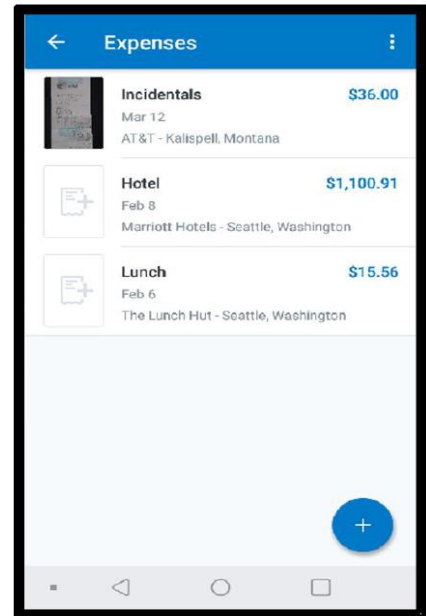 Expenses
Incidentals $36.00
Mar 12
AT&T - Kalispell, Montana
Hotel $1,100.91
Feb 8
Marriott Hotels - Seattle, Washington
Lunch $15.56
Feb 6
The Lunch Hut - Seattle, Washington